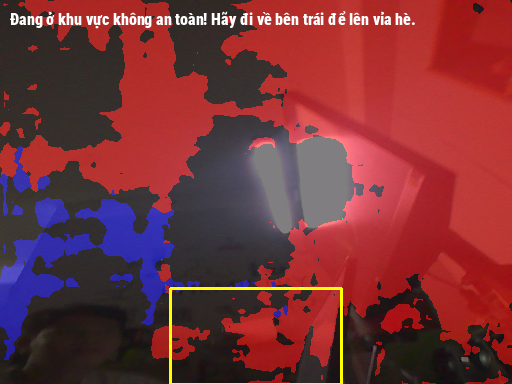 Đang ở khu vực không an toàn! Hãy đi về bên trái để lên vỉa hè.